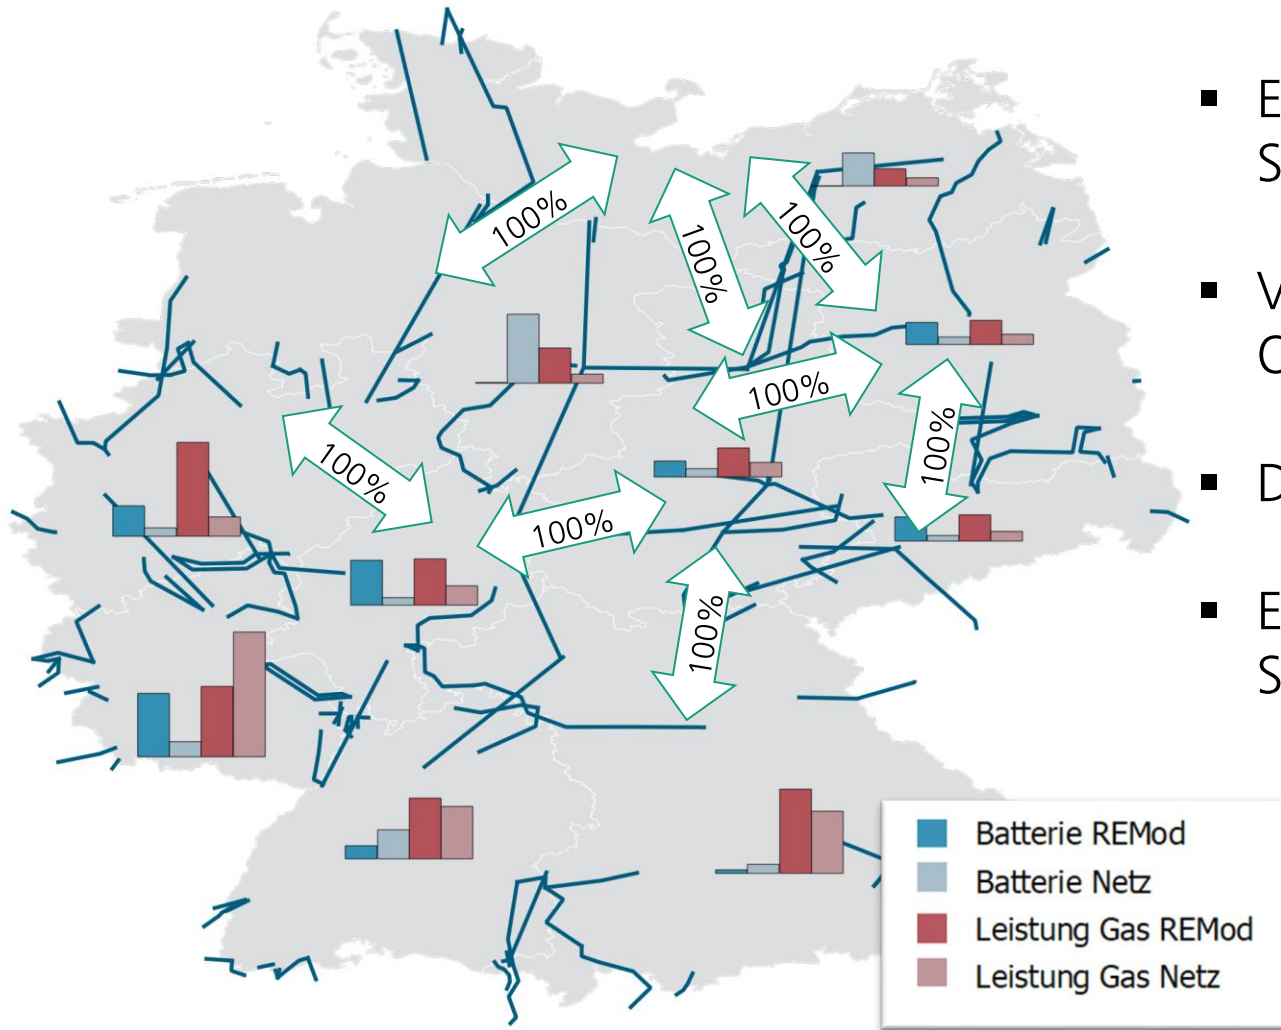 100%
100%
100%
100%
100%
100%
100%
100%
▪ E
S
▪ V
▪ D
▪ E
S
Batterie REMod
Batterie Netz
Leistung Gas REMod
Leistung Gas Netz